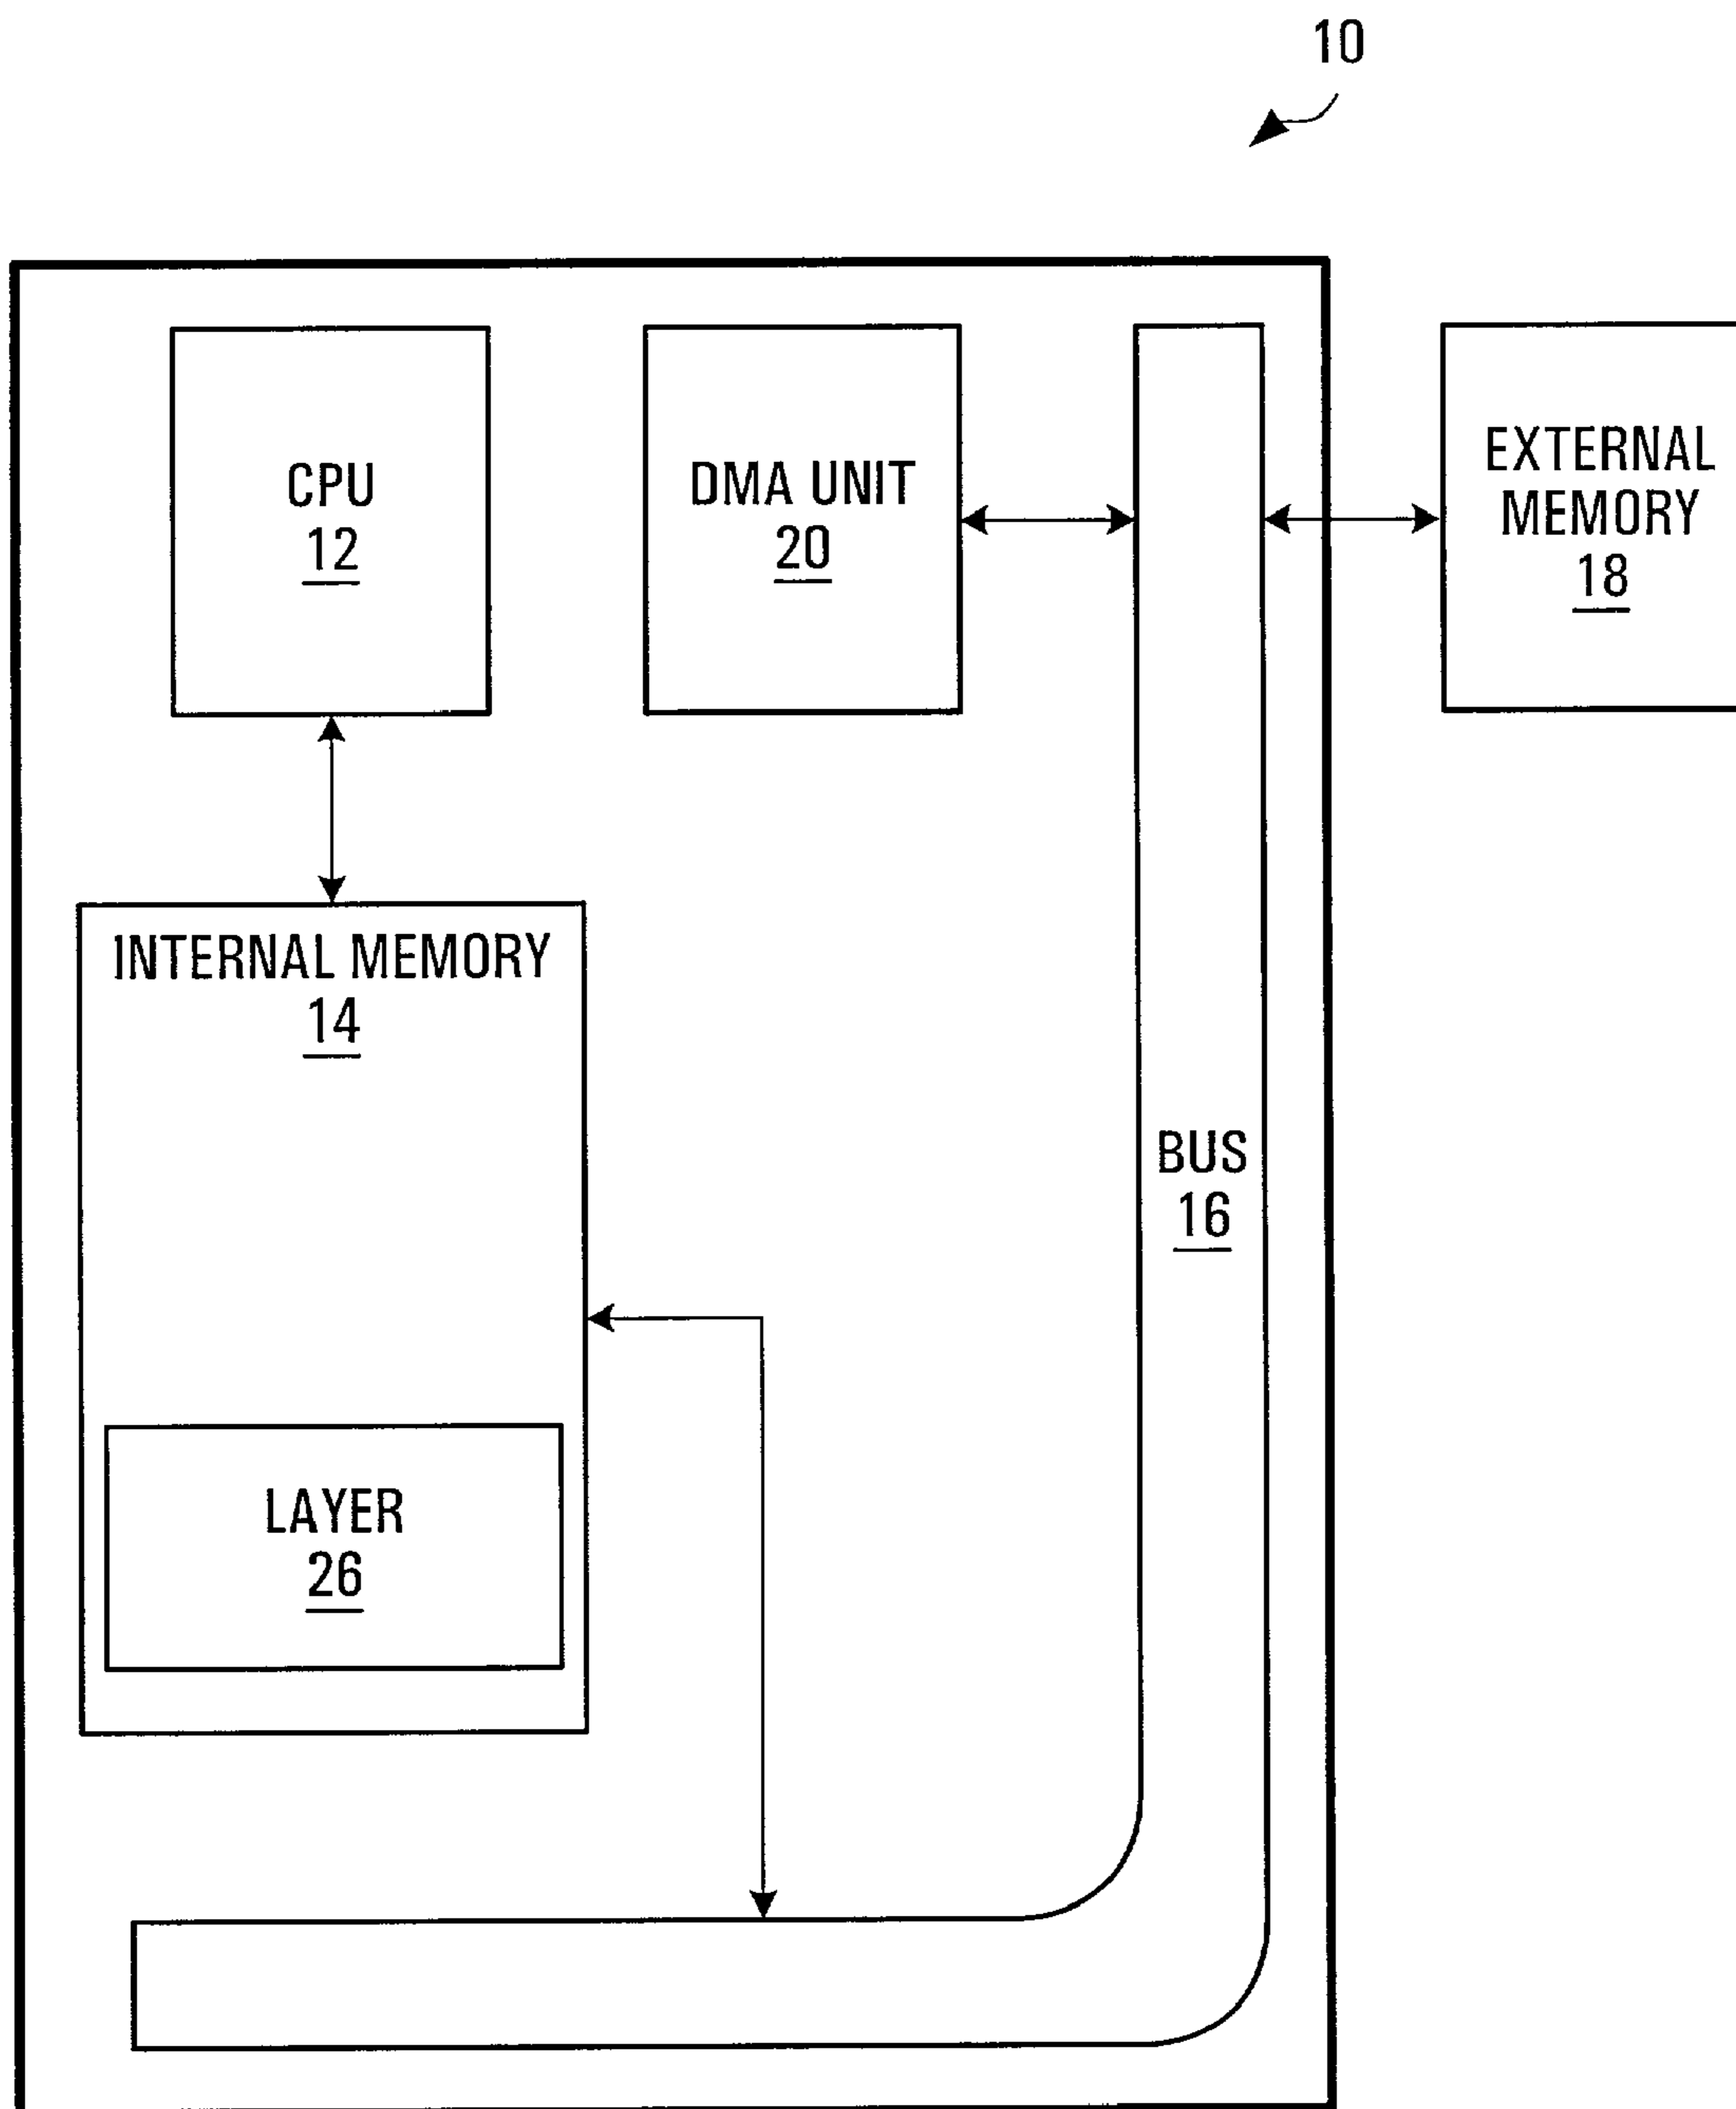 10
CPU
12
DMA UNIT
20
EXTERNAL
MEMORY
18
INTERNAL MEMORY
14
BUS
16
LAYER
26